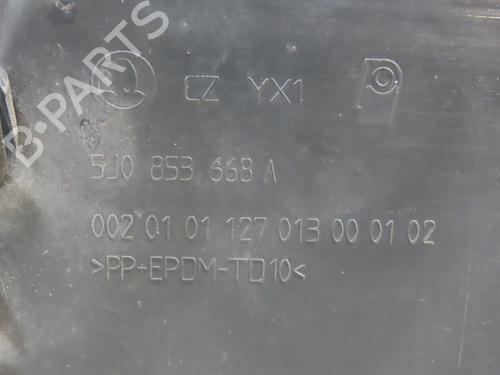 B-PARTS
CZ YX1
5J0 853 668 A
002 01 01 127 013 00 01 02
>PP+EPDM-TD10<